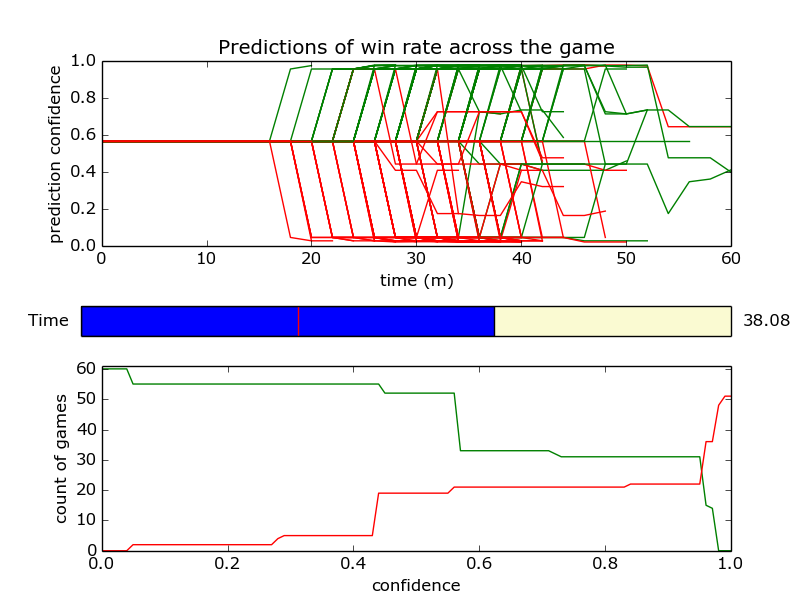 Predictions of win rate across the game
prediction confidence
1.0
0.8
0.6
0.4
0.2
0.0
0 10 20 30 40 50 60
time (m)
Time 38.08
count of games
60
50
40
30
20
10
0
0.0 0.2 0.4 0.6 0.8 1.0
confidence